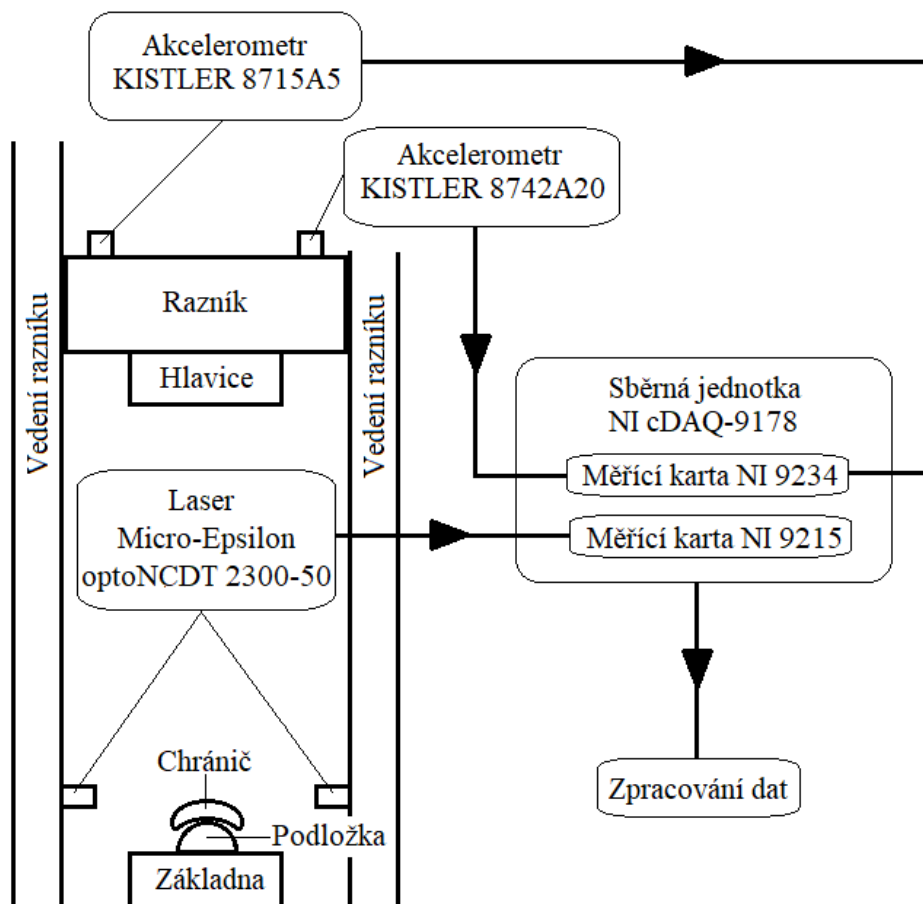 Akcelerometr
KISTLER 8715A5
Akcelerometr
KISTLER 8742A20
Vedení razníku
Razník
Vedení razníku
Hlavice
Sběrná jednotka
NI cDAQ-9178
Měřící karta NI 9234
Měřící karta NI 9215
Laser
Micro-Epsilon
optoNCDT 2300-50
Chránič
Podložka
Základna
Zpracování dat